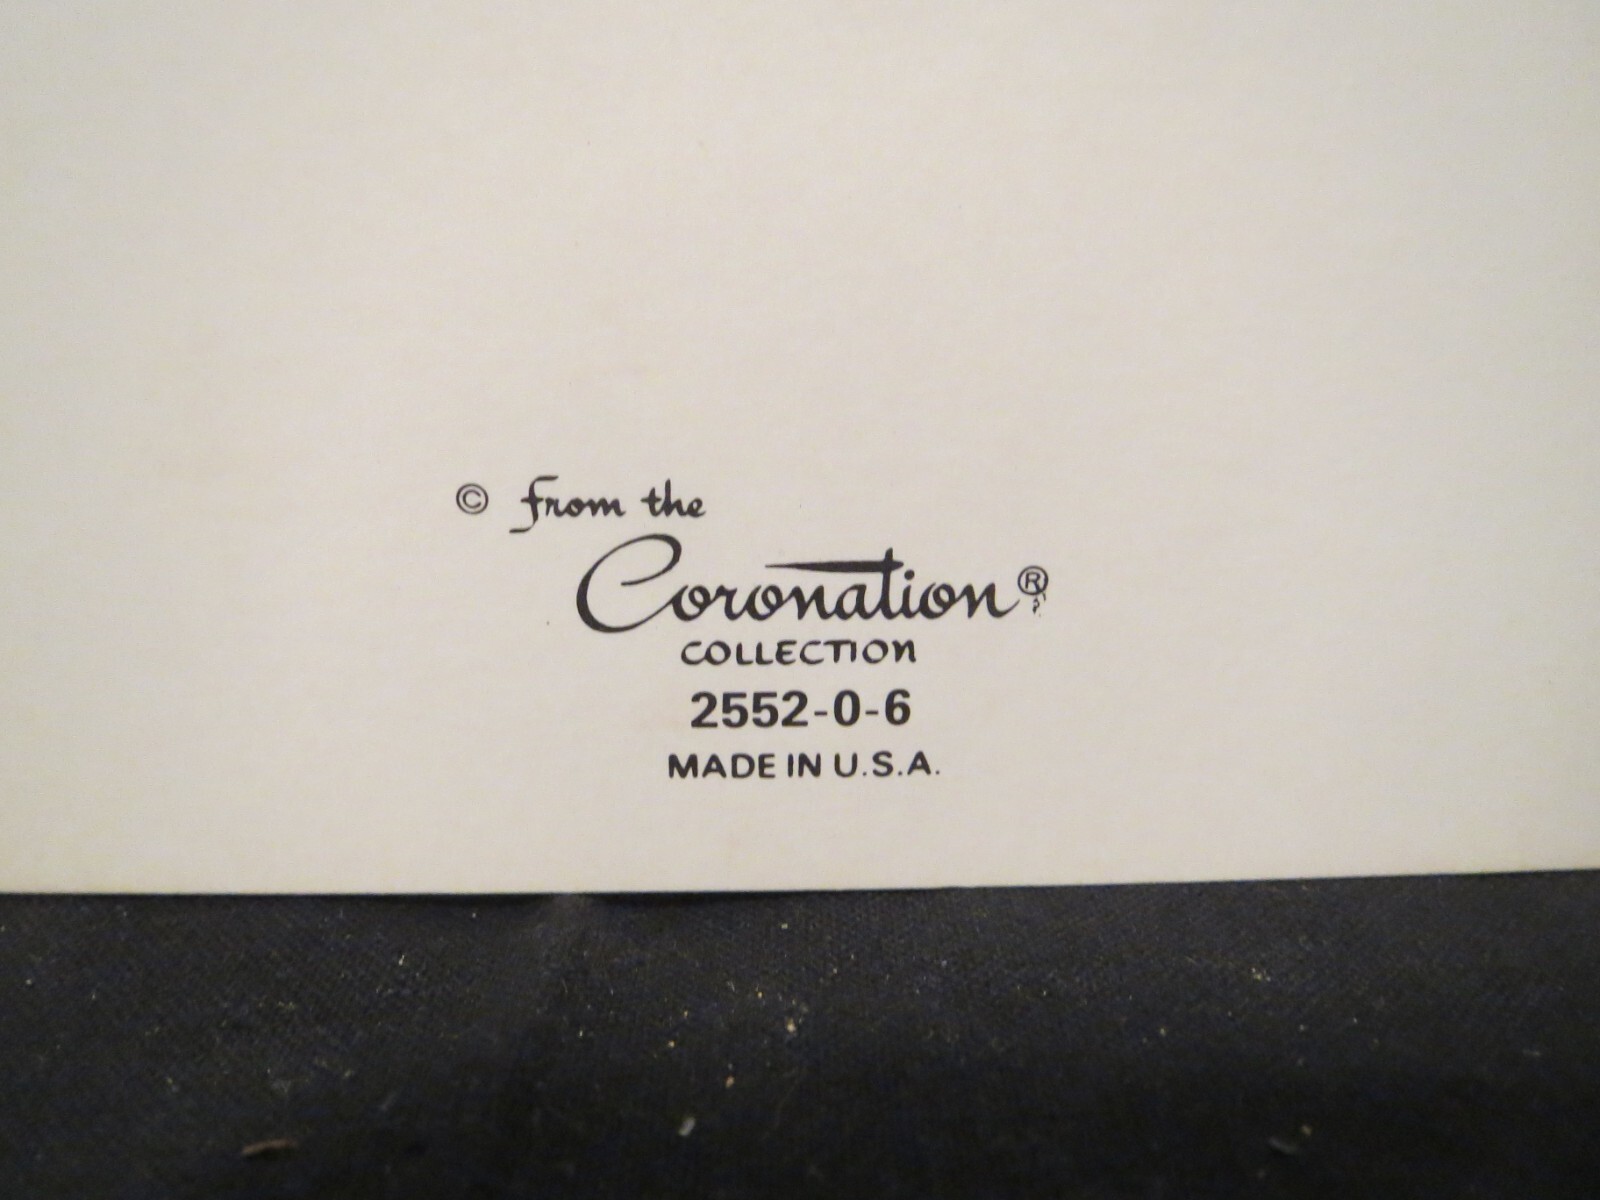 © from the
Coronation®
COLLECTION
2552-0-6
MADE IN U.S.A.